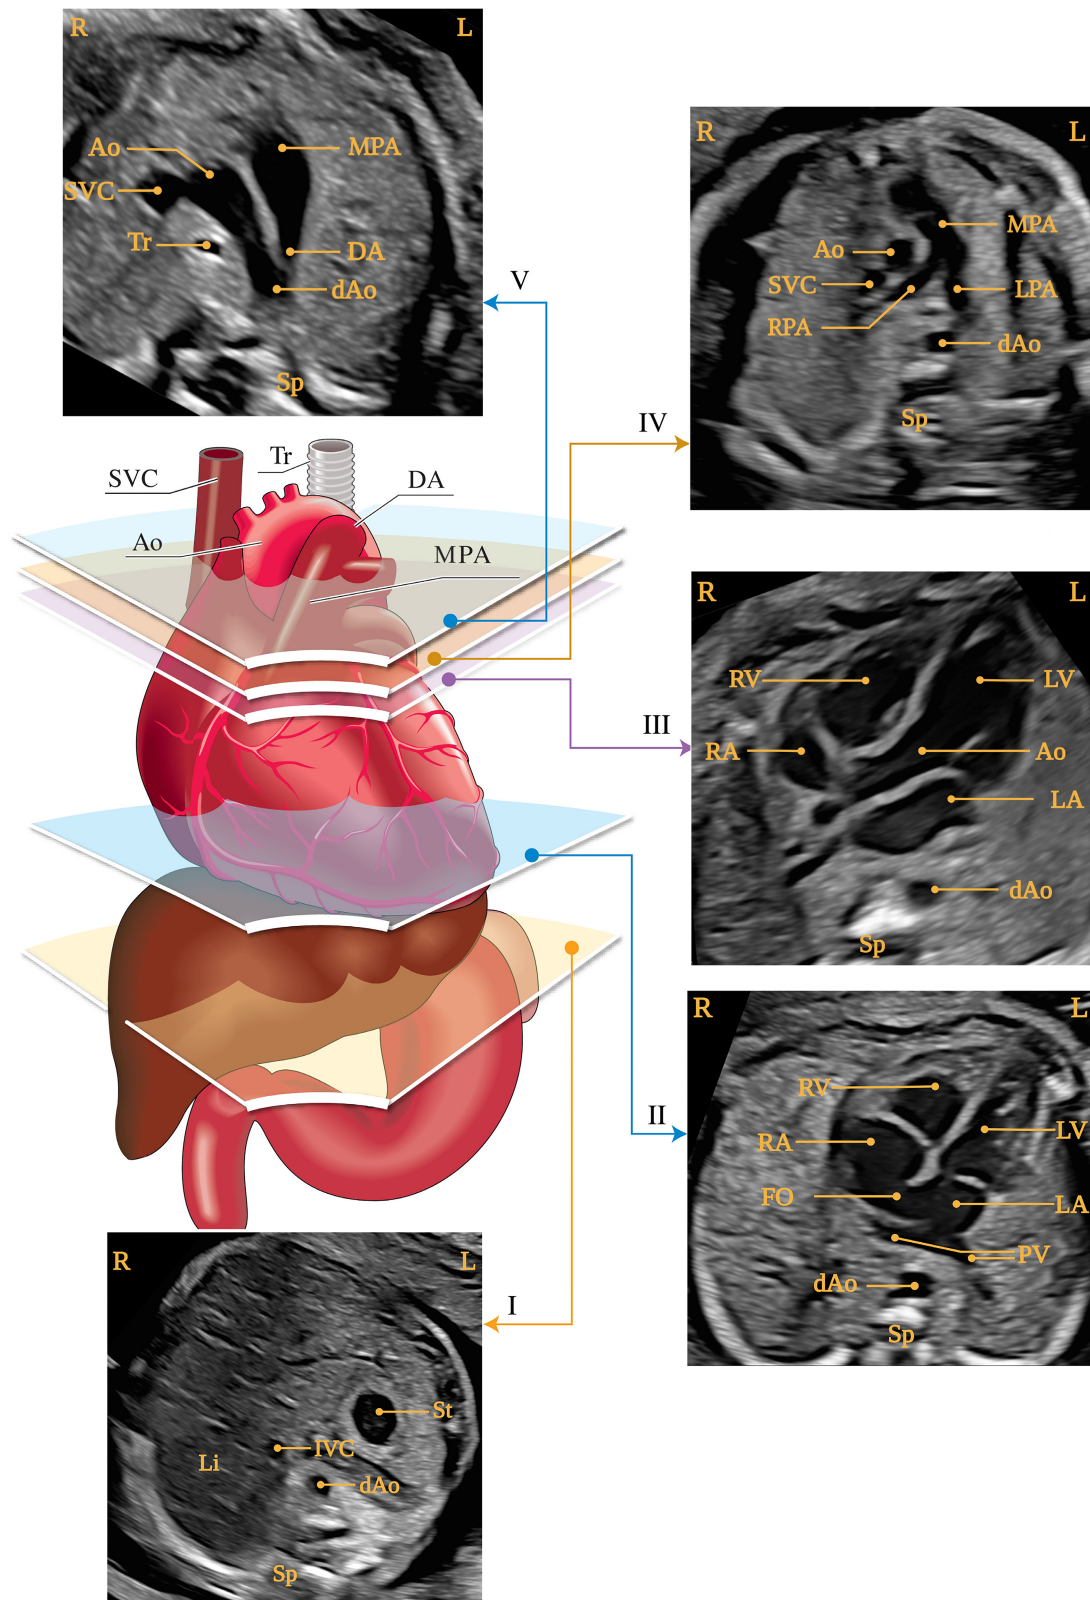 R L
Ao
MPA
SVC
Tr
DA
dAo
Sp
V
R L
MPA
Ao
SVC
LPA
RPA
dAo
Sp
IV
SVC
Tr
DA
Ao
MPA
R L
RV
LV
RA
Ao
LA
dAo
Sp
III
R L
RV
LV
RA
FO
LA
PV
dAo
Sp
II
R L
St
IVC
Li
dAo
Sp
I